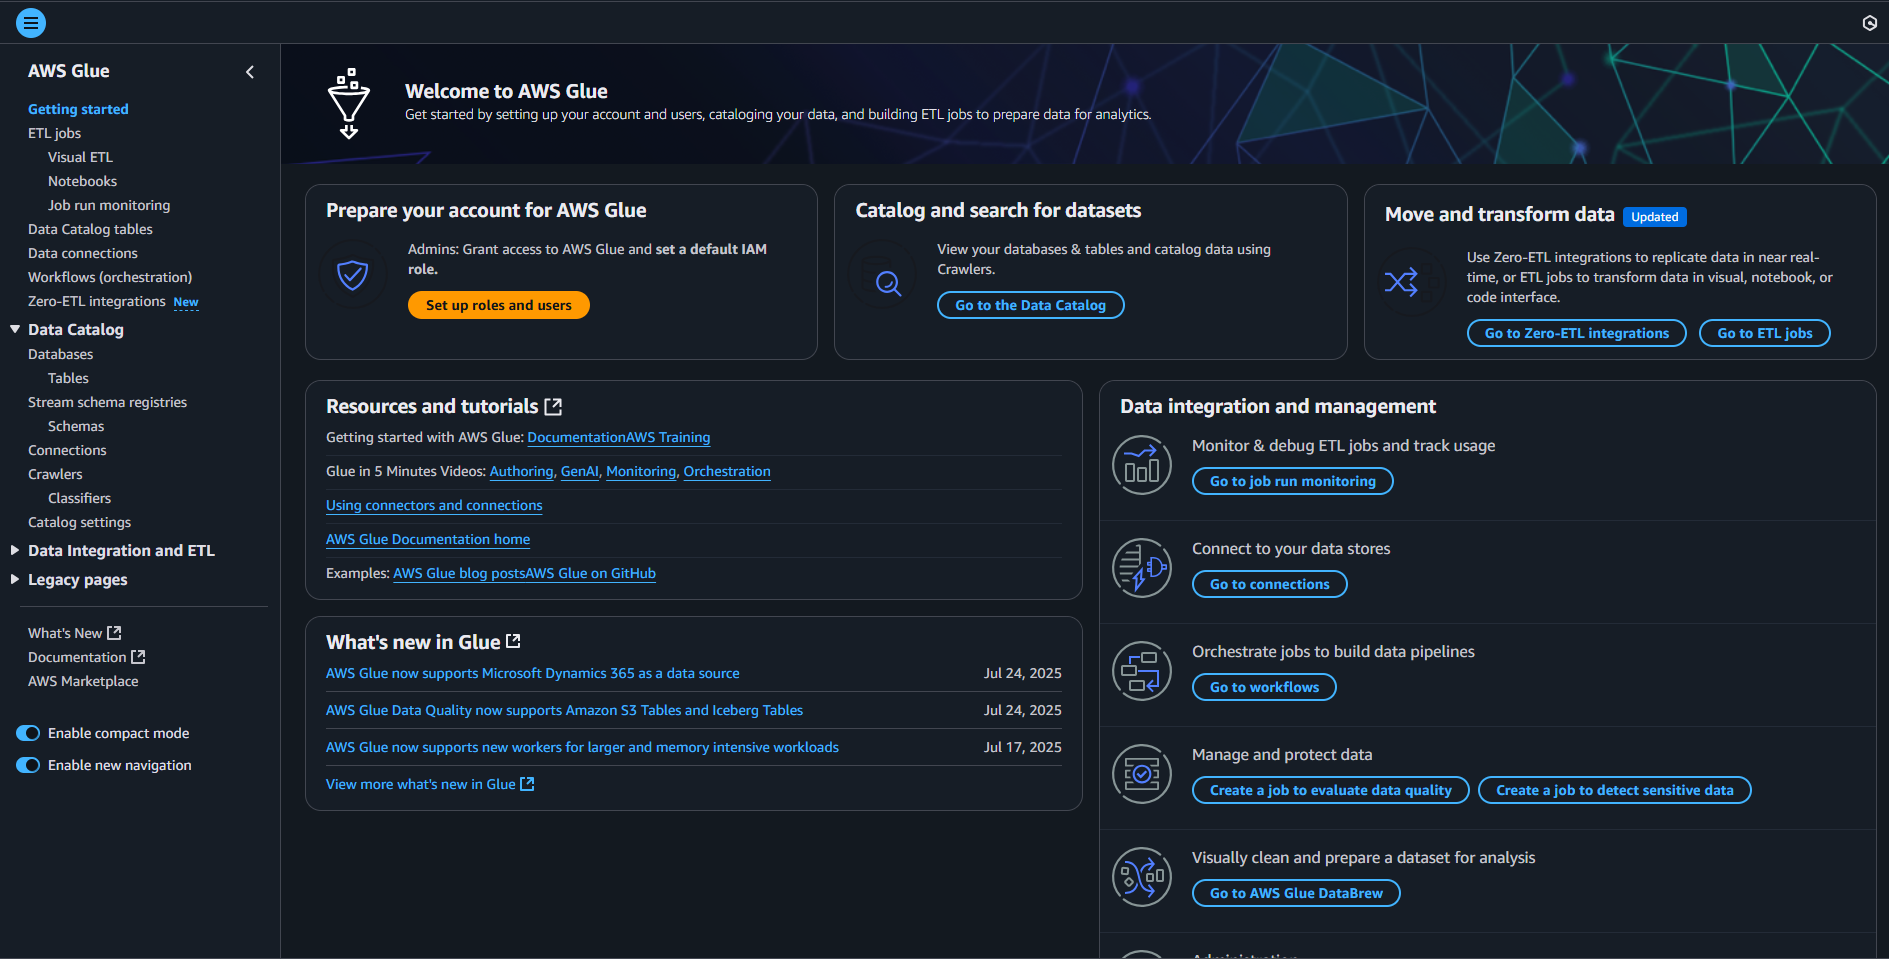 AWS Glue
Getting started
ETL jobs
Visual ETL
Notebooks
Job run monitoring
Data Catalog tables
Data connections
Workflows (orchestration)
Zero-ETL integrations New
Data Catalog
Databases
Tables
Stream schema registries
Schemas
Connections
Crawlers
Classifiers
Catalog settings
Data Integration and ETL
Legacy pages
What's New
Documentation
AWS Marketplace
Enable compact mode
Enable new navigation
Welcome to AWS Glue
Get started by setting up your account and users, cataloging your data, and building ETL jobs to prepare data for analytics.
Prepare your account for AWS Glue
Admins: Grant access to AWS Glue and set a default IAM
role.
Set up roles and users
Catalog and search for datasets
View your databases & tables and catalog data using
Crawlers.
Go to the Data Catalog
Move and transform data Updated
Use Zero-ETL integrations to replicate data in near real-
time, or ETL jobs to transform data in visual, notebook, or
code interface.
Go to Zero-ETL integrations Go to ETL jobs
Resources and tutorials
Getting started with AWS Glue: DocumentationAWS Training
Glue in 5 Minutes Videos: Authoring, GenAI, Monitoring, Orchestration
Using connectors and connections
AWS Glue Documentation home
Examples: AWS Glue blog postsAWS Glue on GitHub
What's new in Glue
AWS Glue now supports Microsoft Dynamics 365 as a data source Jul 24, 2025
AWS Glue Data Quality now supports Amazon S3 Tables and Iceberg Tables Jul 24, 2025
AWS Glue now supports new workers for larger and memory intensive workloads Jul 17, 2025
View more what's new in Glue
Data integration and management
Monitor & debug ETL jobs and track usage
Go to job run monitoring
Connect to your data stores
Go to connections
Orchestrate jobs to build data pipelines
Go to workflows
Manage and protect data
Create a job to evaluate data quality Create a job to detect sensitive data
Visually clean and prepare a dataset for analysis
Go to AWS Glue DataBrew